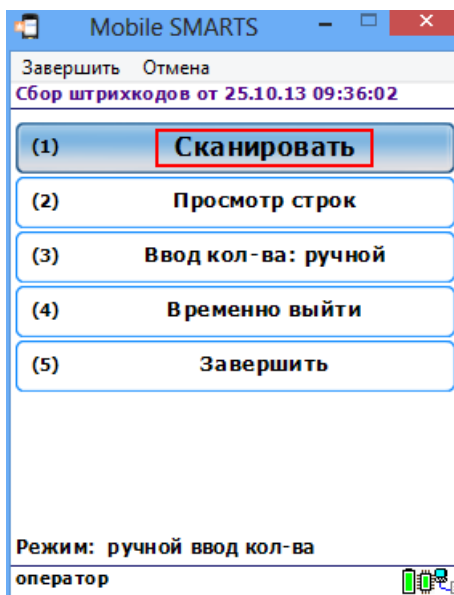 Mobile SMARTS
Завершить Отмена
Сбор штрихкодов от 25.10.13 09:36:02
(1) Сканировать
(2) Просмотр строк
(3) Ввод кол-ва: ручной
(4) Временно выйти
(5) Завершить
Режим: ручной ввод кол-ва
оператор